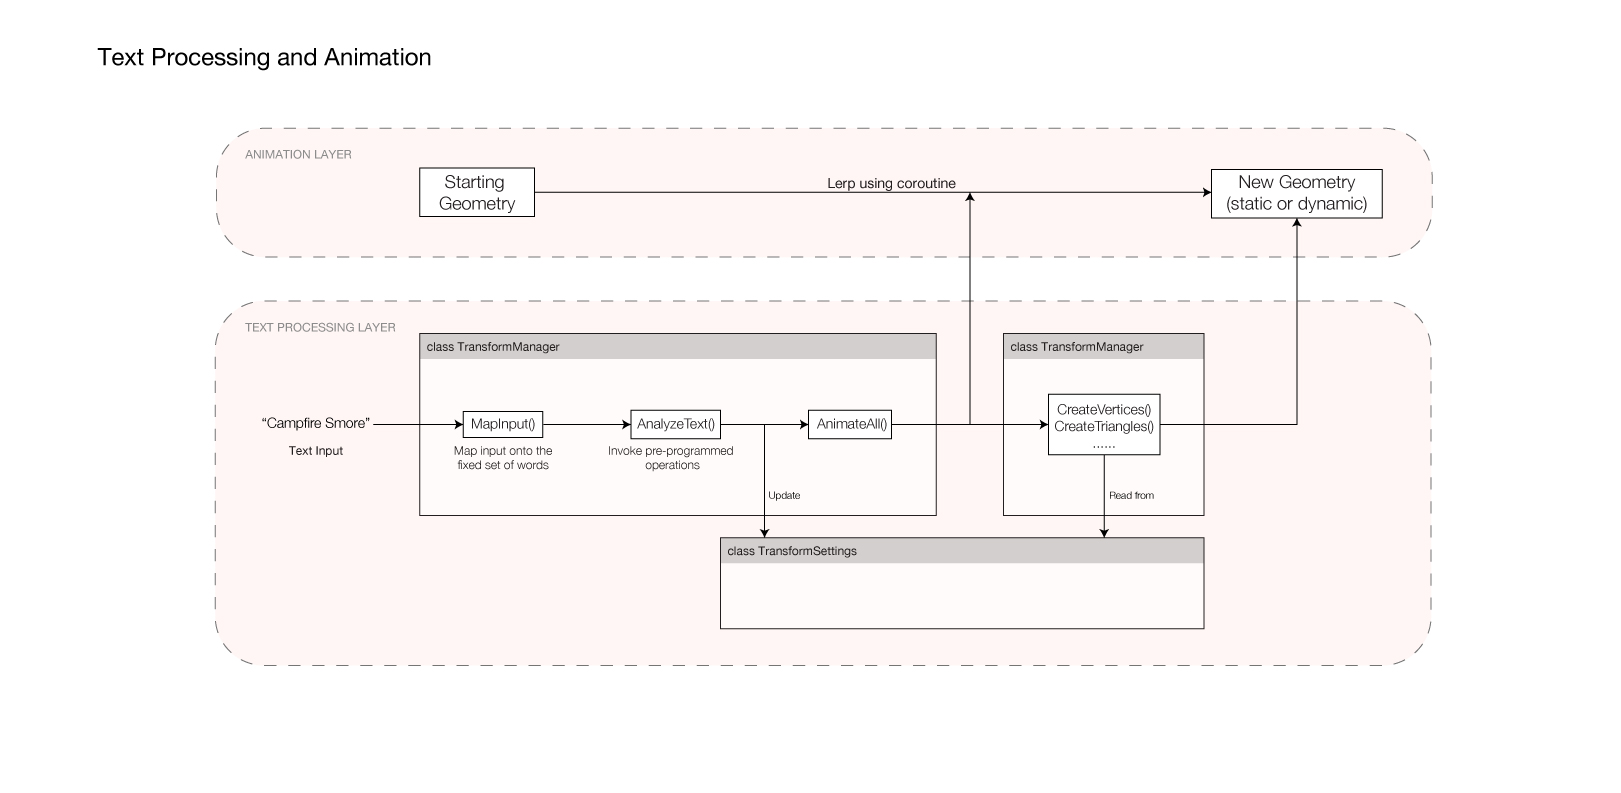 Text Processing and Animation
ANIMATION LAYER
Starting
Geometry
Lerp using coroutine
New Geometry
(static or dynamic)
TEXT PROCESSING LAYER
class TransformManager
class TransformManager
“Campfire Smore”
Text Input
MapInput()
Map input onto the
fixed set of words
AnalyzeText()
Invoke pre-programmed
operations
AnimateAll()
CreateVertices()
CreateTriangles()
......
Update
Read from
class TransformSettings